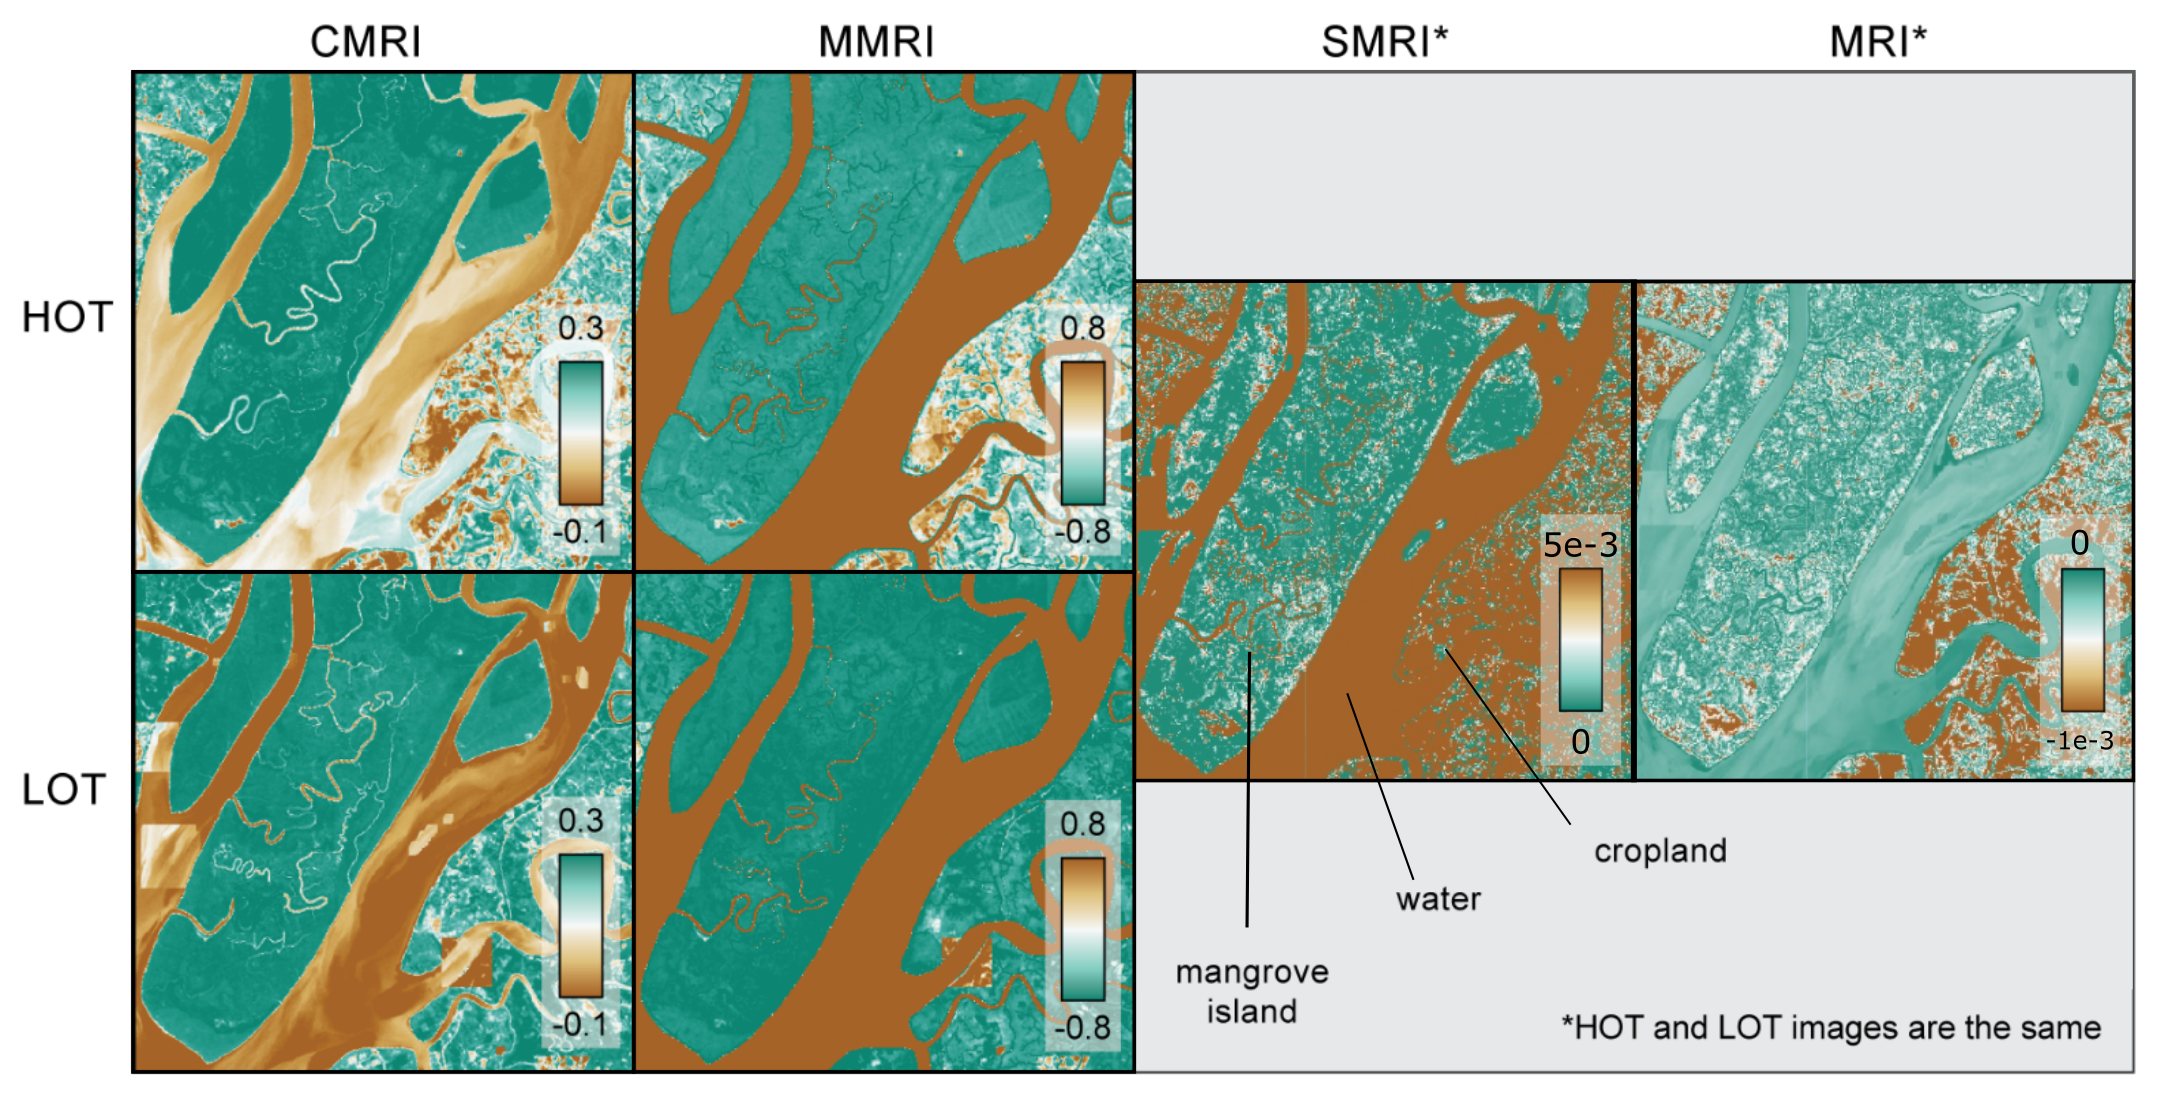 CMRI
MMRI
SMRI*
MRI*
HOT
0.3
-0.1
0.8
-0.8
5e-3
0
0
-1e-3
LOT
0.3
-0.1
0.8
-0.8
cropland
water
mangrove
island
*HOT and LOT images are the same